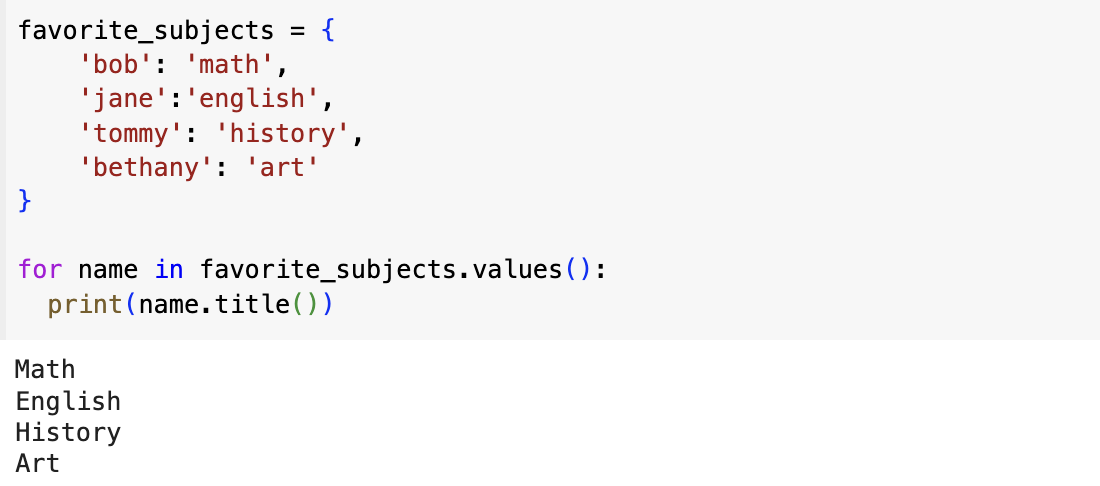 favorite_subjects = {
    'bob': 'math',
    'jane':'english',
    'tommy': 'history',
    'bethany': 'art'
}

for name in favorite_subjects.values():
  print(name.title())
Math
English
History
Art